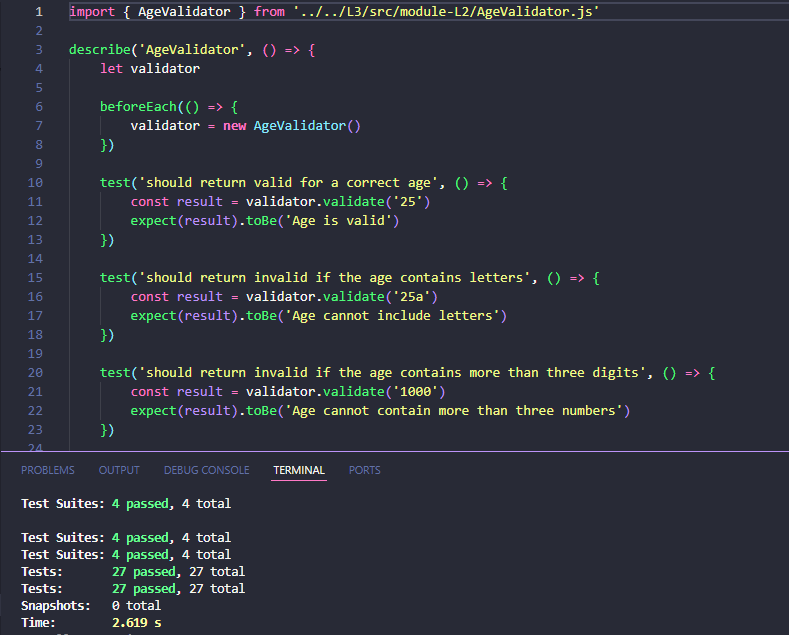 1 import { AgeValidator } from '../../L3/src/module-L2/AgeValidator.js'
2
3 describe('AgeValidator', () => {
4 let validator
5
6 beforeEach(() => {
7 validator = new AgeValidator()
8 })
9
10 test('should return valid for a correct age', () => {
11 const result = validator.validate('25')
12 expect(result).toBe('Age is valid')
13 })
14
15 test('should return invalid if the age contains letters', () => {
16 const result = validator.validate('25a')
17 expect(result).toBe('Age cannot include letters')
18 })
19
20 test('should return invalid if the age contains more than three digits', () => {
21 const result = validator.validate('1000')
22 expect(result).toBe('Age cannot contain more than three numbers')
23 })
24
PROBLEMS OUTPUT DEBUG CONSOLE TERMINAL PORTS
Test Suites: 4 passed, 4 total
Test Suites: 4 passed, 4 total
Test Suites: 4 passed, 4 total
Tests: 27 passed, 27 total
Tests: 27 passed, 27 total
Snapshots: 0 total
Time: 2.619 s